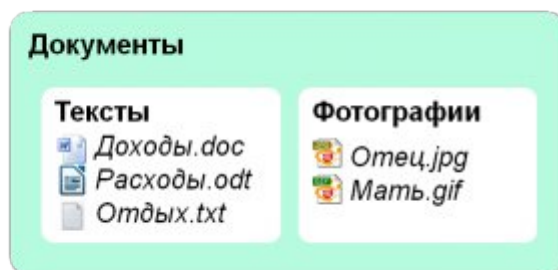 Документы
Тексты
Доходы.doc
Расходы.odt
Отдых.txt
Фотографии
Отец.jpg
Мать.gif